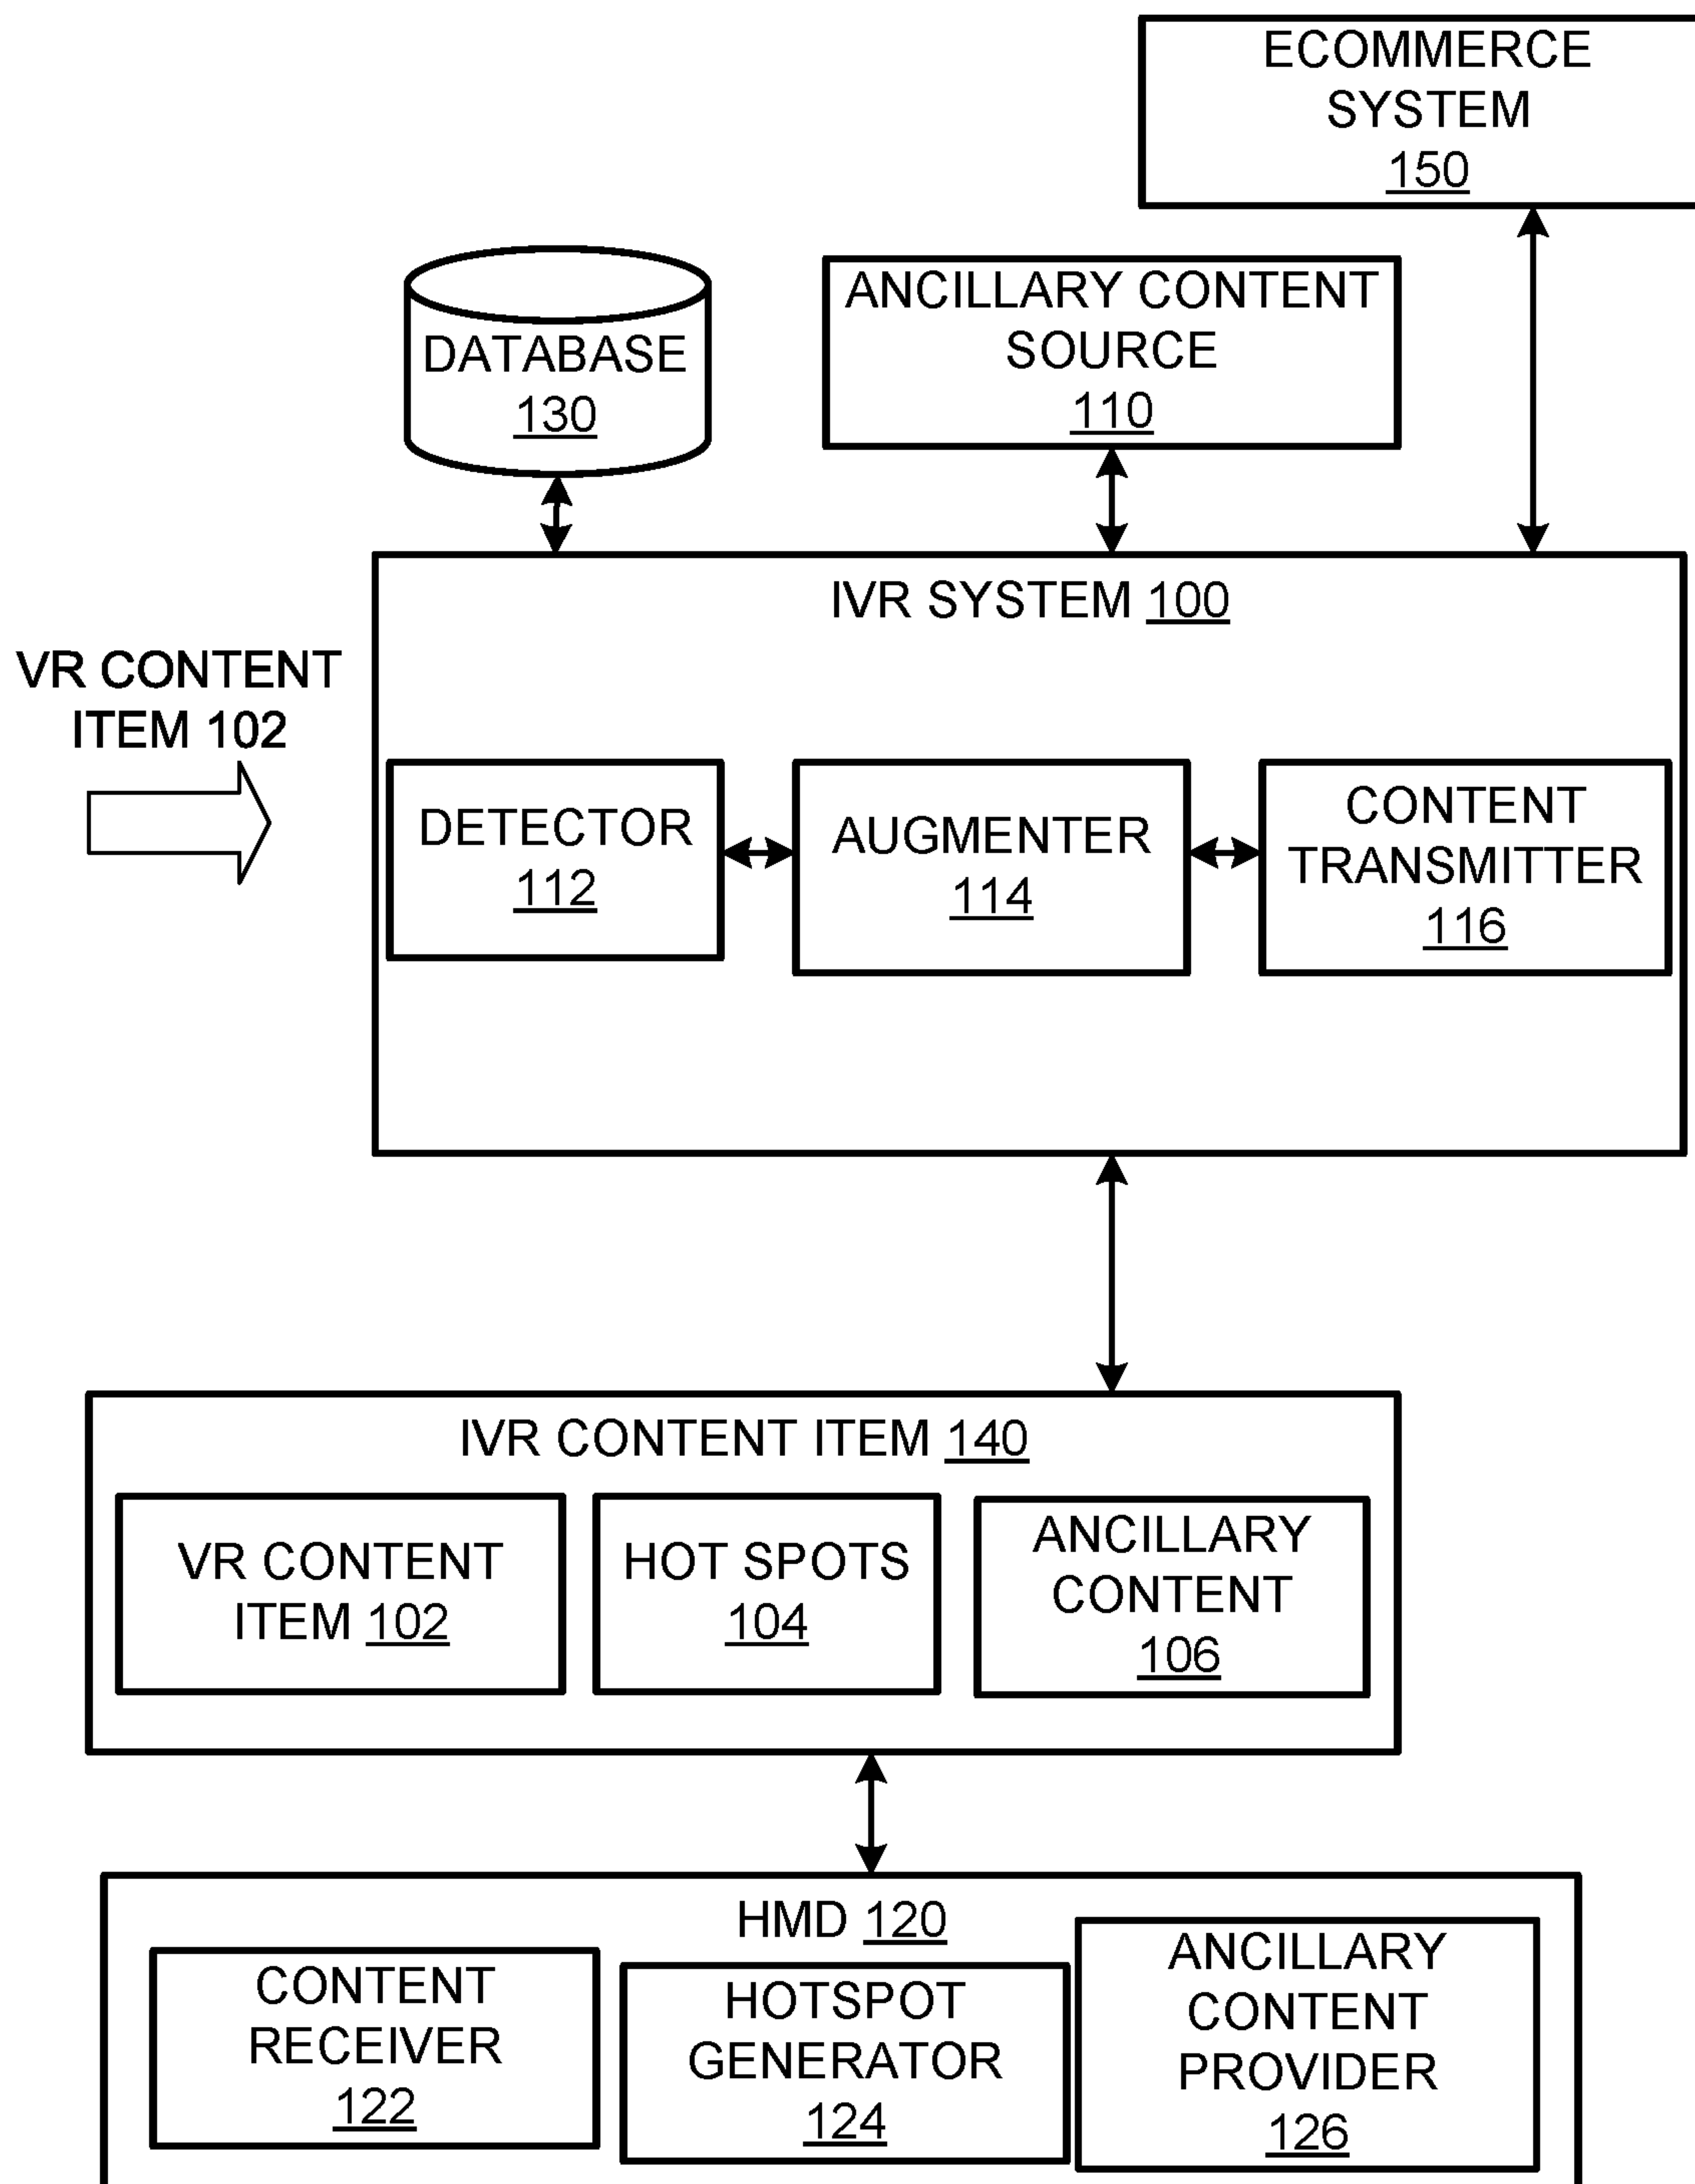 ECOMMERCE
SYSTEM
150
DATABASE
130
ANCILLARY CONTENT
SOURCE
110
IVR SYSTEM 100
VR CONTENT
ITEM 102
DETECTOR
112
AUGMENTER
114
CONTENT
TRANSMITTER
116
IVR CONTENT ITEM 140
VR CONTENT
ITEM 102
HOT SPOTS
104
ANCILLARY
CONTENT
106
HMD 120
CONTENT
RECEIVER
122
HOTSPOT
GENERATOR
124
ANCILLARY
CONTENT
PROVIDER
126